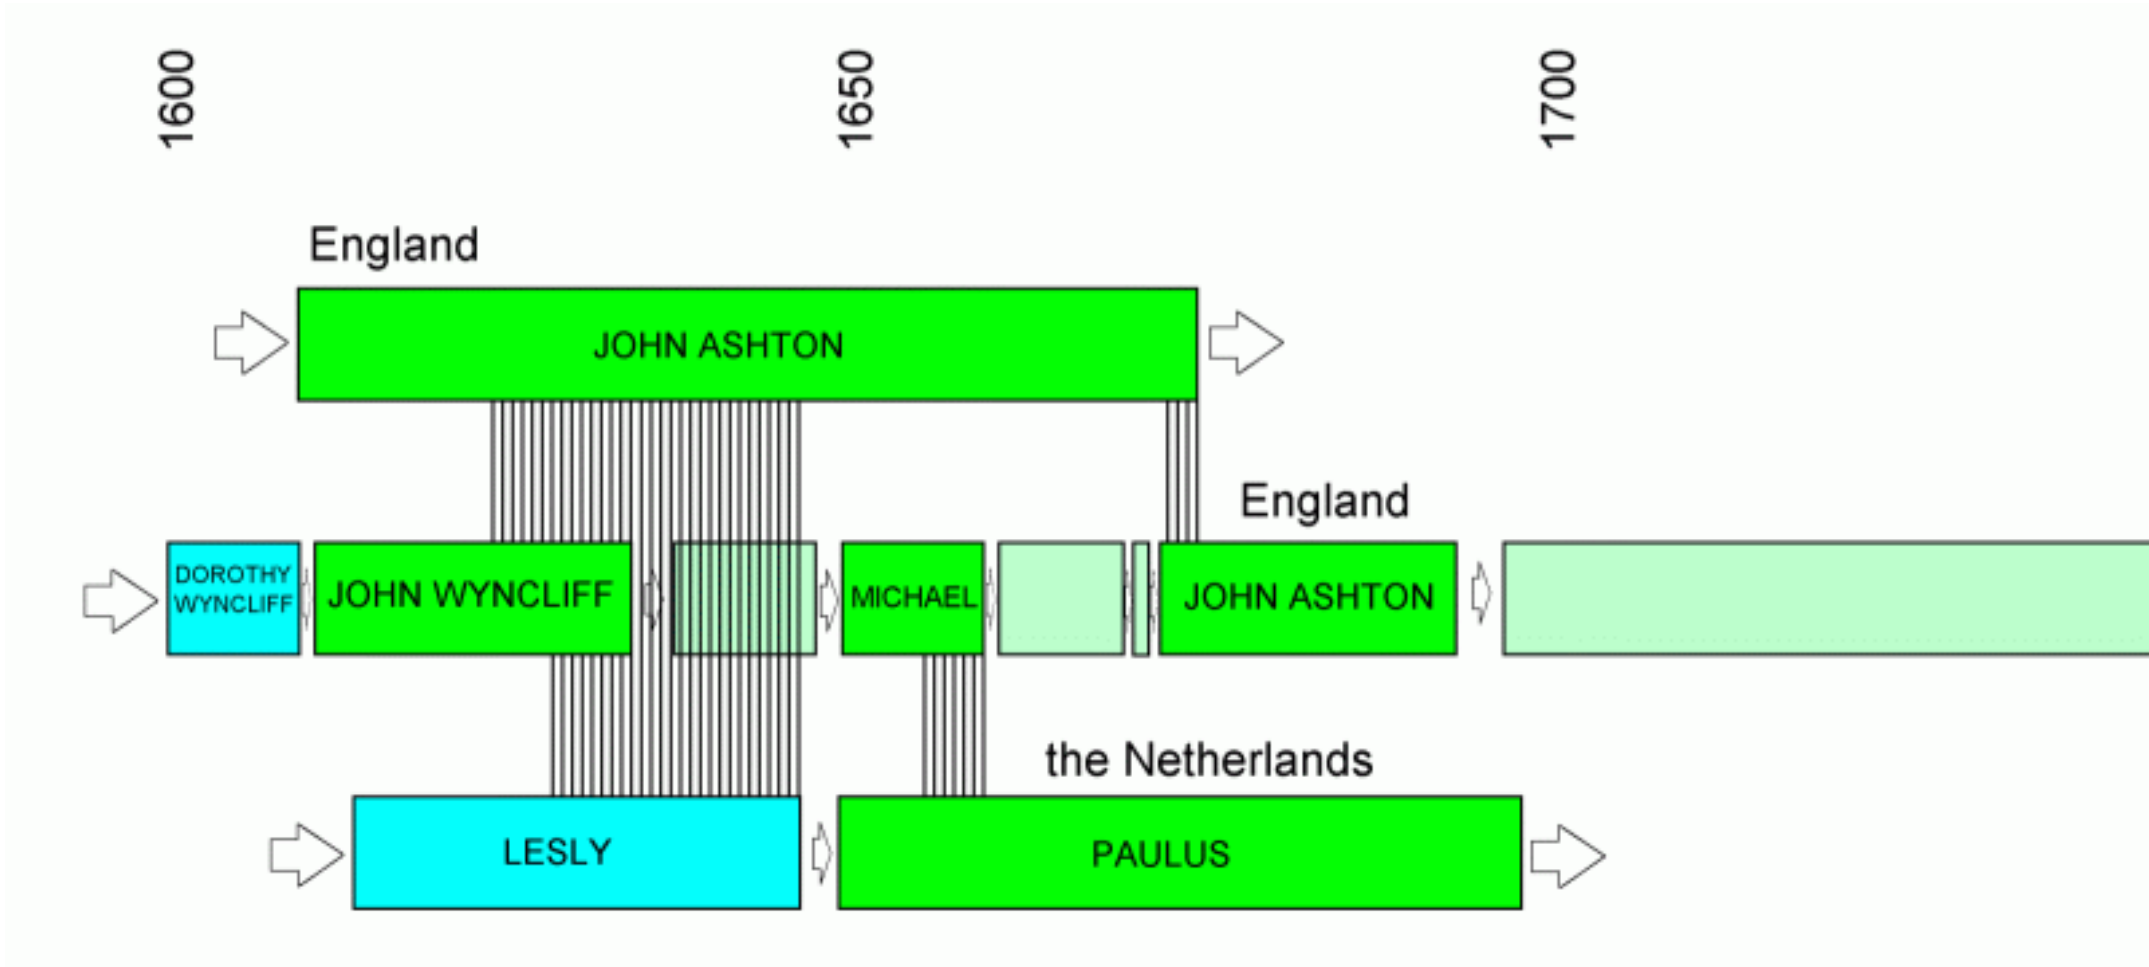 1600
1650
1700
England
JOHN ASHTON
England
DOROTHY
WYNCLIFF
JOHN WYNCLIFF
MICHAEL
JOHN ASHTON
the Netherlands
LESLY
PAULUS